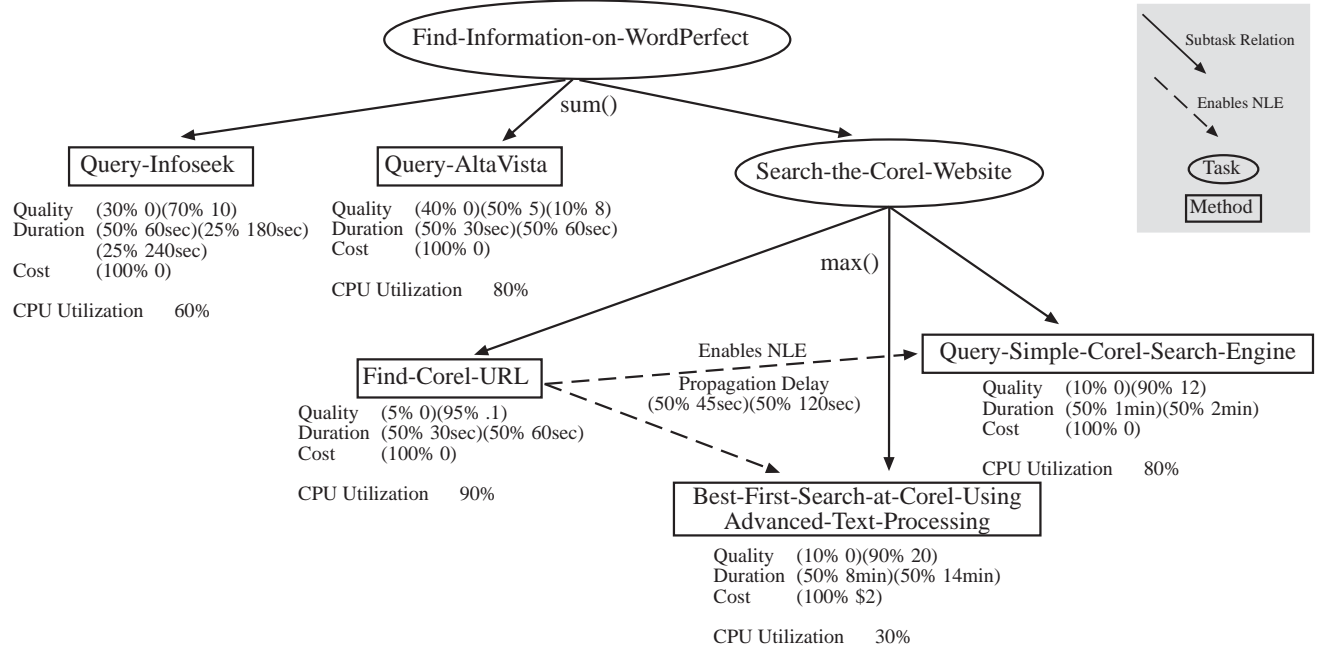 Find-Information-on-WordPerfect
sum()
Subtask Relation
Enables NLE
Task
Method
Query-Infoseek
Quality (30% 0)(70% 10)
Duration (50% 60sec)(25% 180sec)
(25% 240sec)
Cost (100% 0)
CPU Utilization 60%
Query-AltaVista
Quality (40% 0)(50% 5)(10% 8)
Duration (50% 30sec)(50% 60sec)
Cost (100% 0)
CPU Utilization 80%
Search-the-Corel-Website
max()
Enables NLE
Propagation Delay
(50% 45sec)(50% 120sec)
Find-Corel-URL
Quality (5% 0)(95% .1)
Duration (50% 30sec)(50% 60sec)
Cost (100% 0)
CPU Utilization 90%
Query-Simple-Corel-Search-Engine
Quality (10% 0)(90% 12)
Duration (50% 1min)(50% 2min)
Cost (100% 0)
CPU Utilization 80%
Best-First-Search-at-Corel-Using
Advanced-Text-Processing
Quality (10% 0)(90% 20)
Duration (50% 8min)(50% 14min)
Cost (100% $2)
CPU Utilization 30%